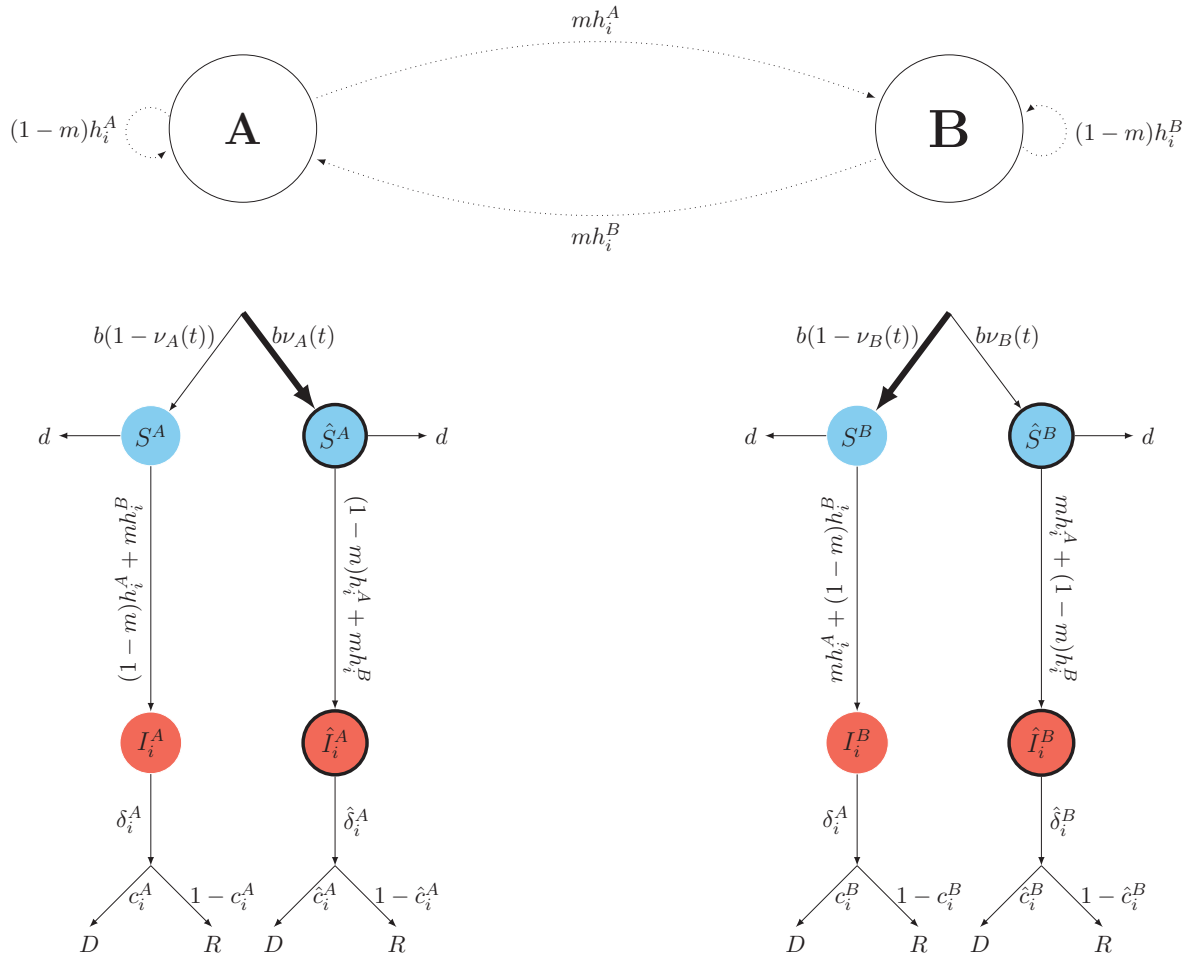 mh_i^A
(1 − m)h_i^A
A
B
(1 − m)h_i^B
mh_i^B
b(1 − ν_A(t))
bν_A(t)
b(1 − ν_B(t))
bν_B(t)
d
S^A
Ŝ^A
d
d
S^B
Ŝ^B
d
(1 − m)h_i^A + mh_i^B
(1 − m)h_i^A + mh_i^B
mh_i^A + (1 − m)h_i^B
mh_i^A + (1 − m)h_i^B
I_i^A
Î_i^A
I_i^B
Î_i^B
δ_i^A
δ̂_i^A
δ_i^A
δ̂_i^B
c_i^A
1 − c_i^A
ĉ_i^A
1 − ĉ_i^A
c_i^B
1 − c_i^B
ĉ_i^B
1 − ĉ_i^B
D
R
D
R
D
R
D
R